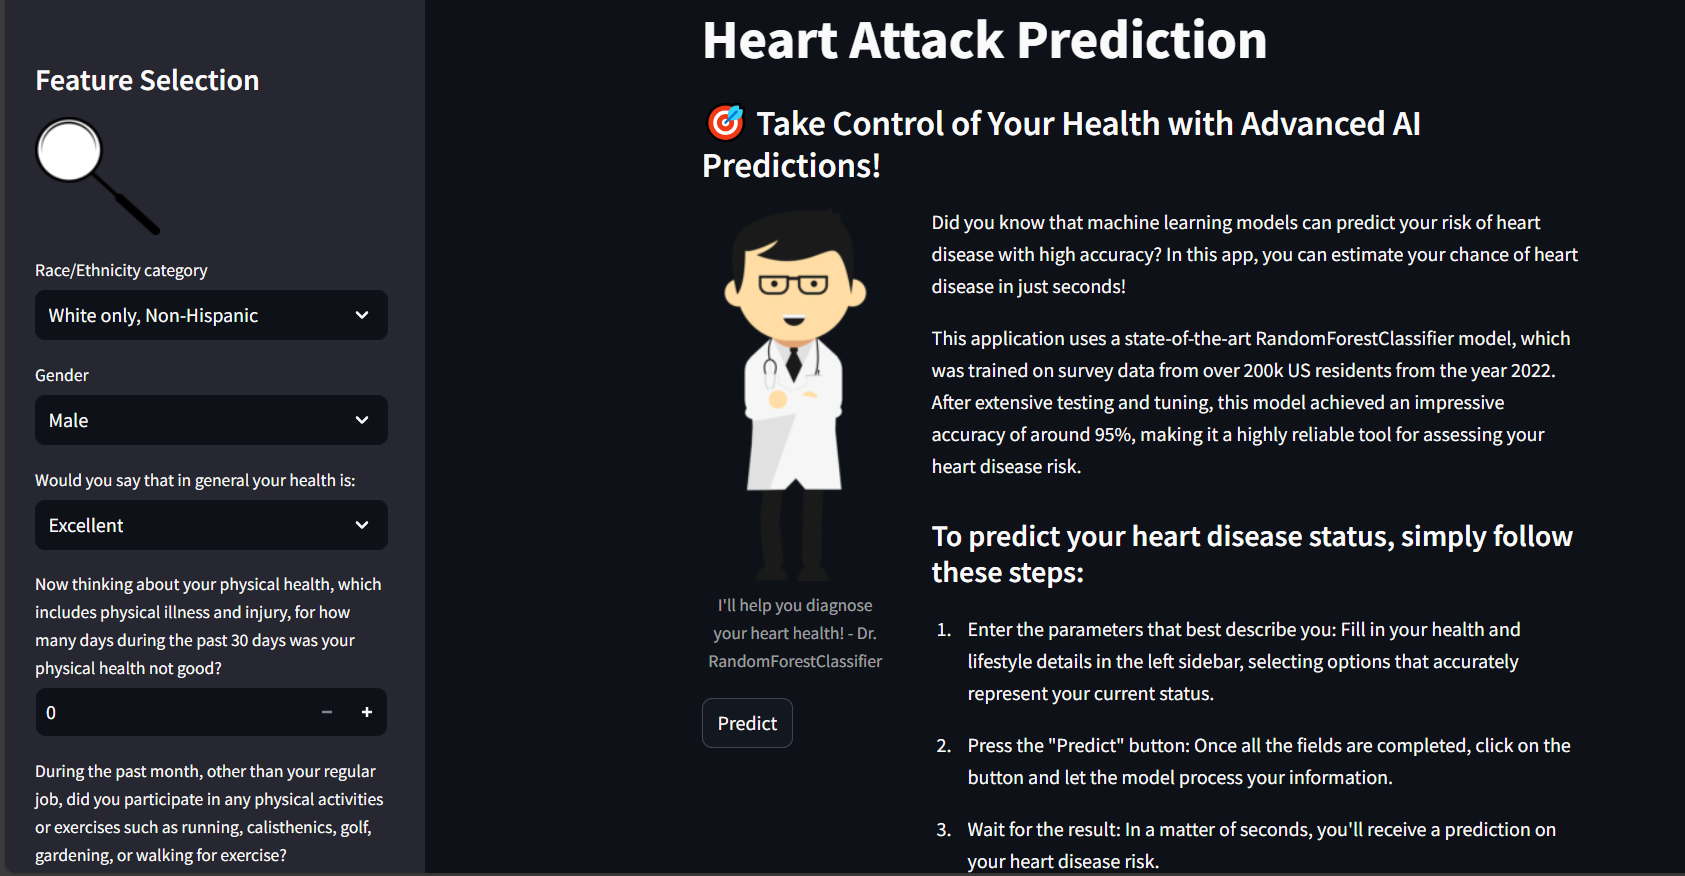 Feature Selection
Race/Ethnicity category
White only, Non-Hispanic
Gender
Male
Would you say that in general your health is:
Excellent
Now thinking about your physical health, which
includes physical illness and injury, for how
many days during the past 30 days was your
physical health not good?
0
During the past month, other than your regular
job, did you participate in any physical activities
or exercises such as running, calisthenics, golf,
gardening, or walking for exercise?
Heart Attack Prediction
🎯 Take Control of Your Health with Advanced AI
Predictions!
I'll help you diagnose
your heart health! - Dr.
RandomForestClassifier
Predict
Did you know that machine learning models can predict your risk of heart
disease with high accuracy? In this app, you can estimate your chance of heart
disease in just seconds!
This application uses a state-of-the-art RandomForestClassifier model, which
was trained on survey data from over 200k US residents from the year 2022.
After extensive testing and tuning, this model achieved an impressive
accuracy of around 95%, making it a highly reliable tool for assessing your
heart disease risk.
To predict your heart disease status, simply follow
these steps:
1. Enter the parameters that best describe you: Fill in your health and
lifestyle details in the left sidebar, selecting options that accurately
represent your current status.
2. Press the "Predict" button: Once all the fields are completed, click on the
button and let the model process your information.
3. Wait for the result: In a matter of seconds, you'll receive a prediction on
your heart disease risk.